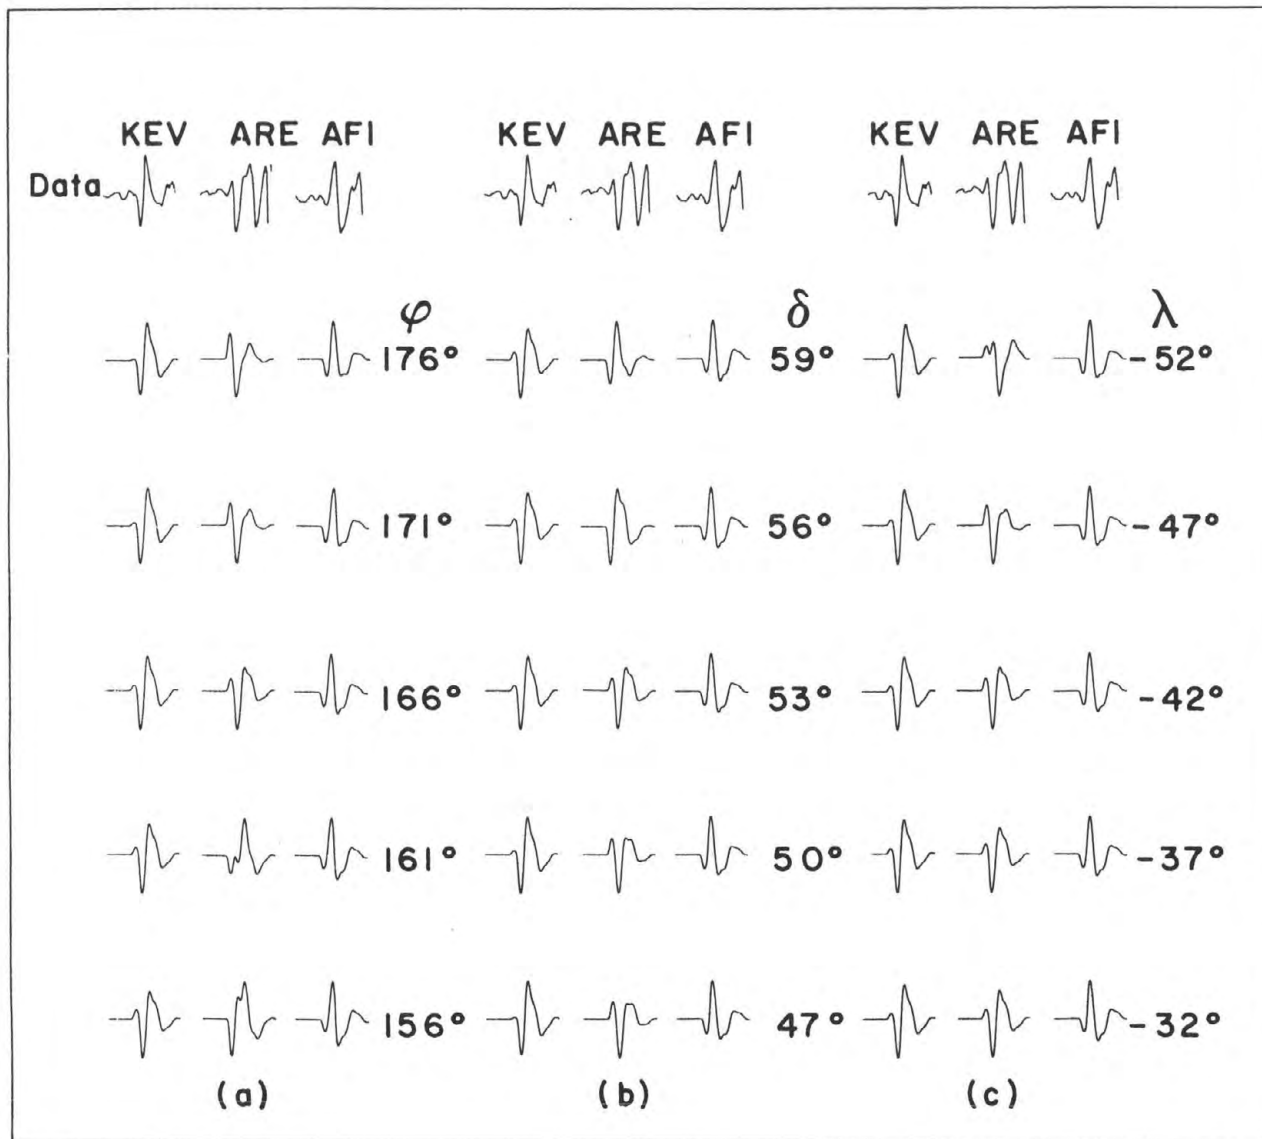 KEV ARE AFI KEV ARE AFI KEV ARE AFI
Data
φ δ λ
176° 59° -52°
171° 56° -47°
166° 53° -42°
161° 50° -37°
156° 47° -32°
(a) (b) (c)